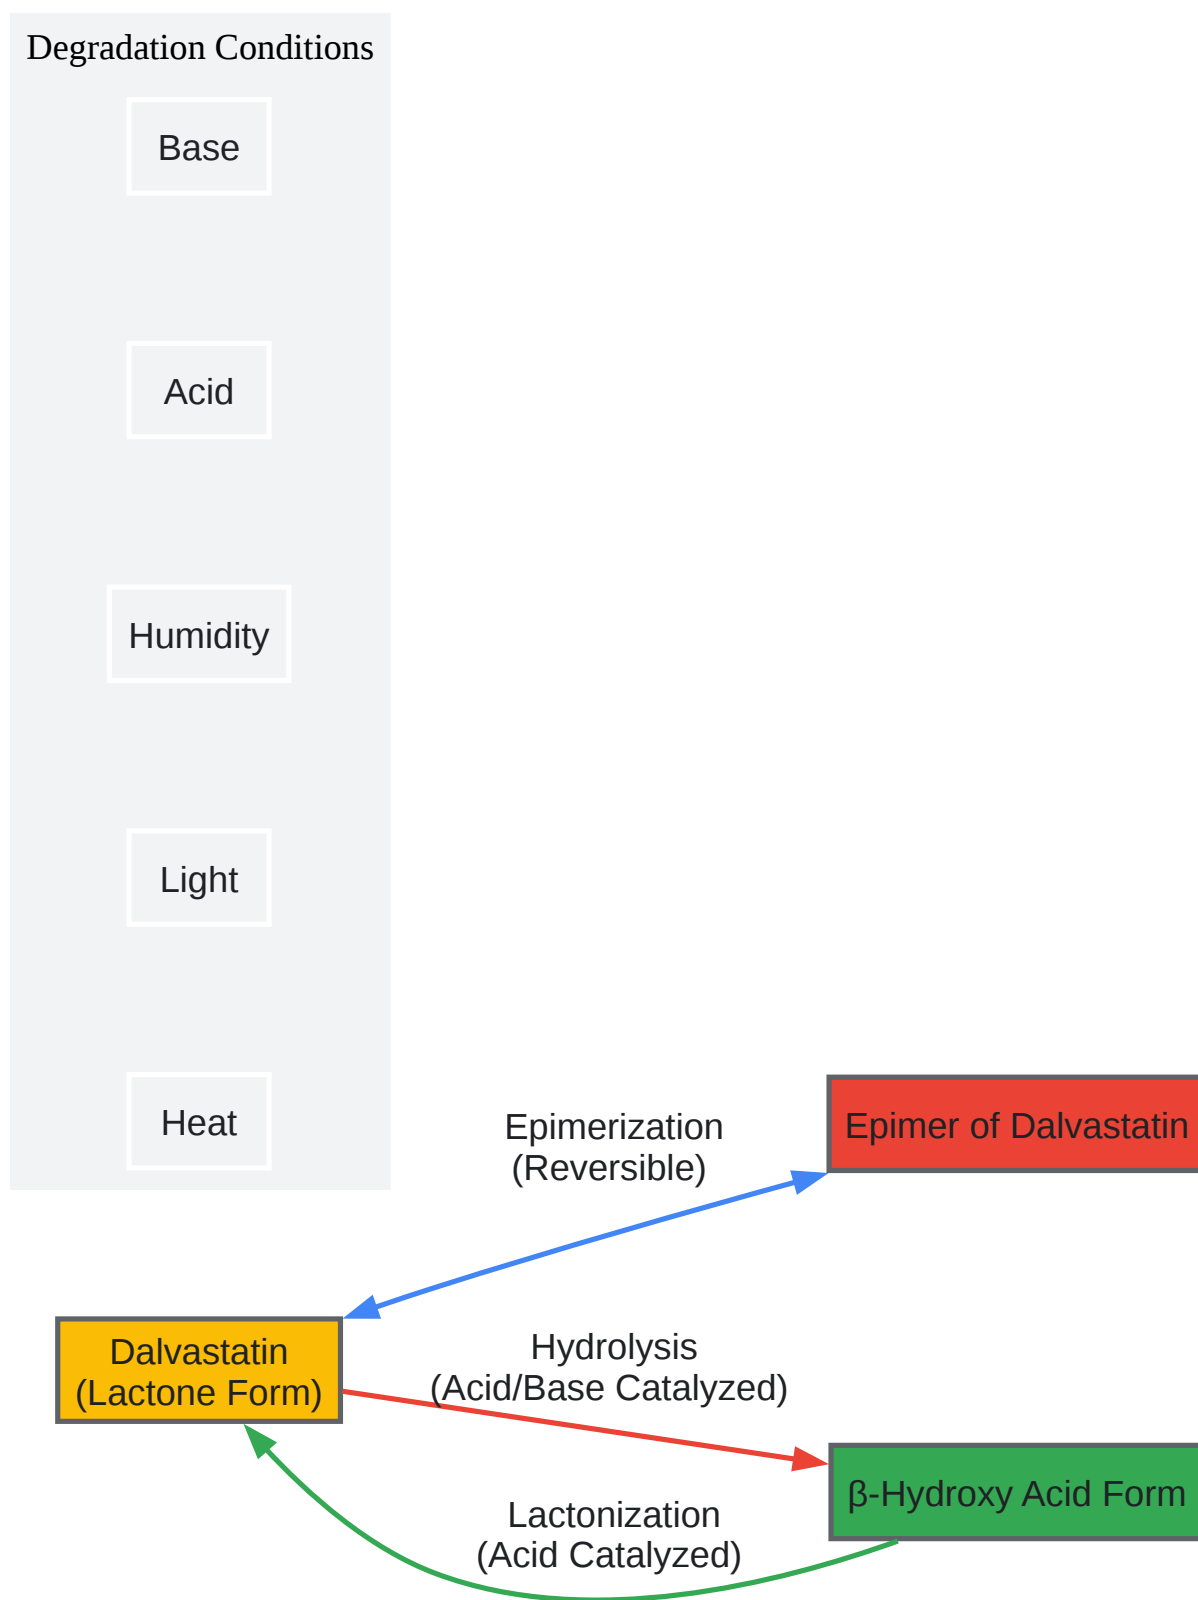 Degradation Conditions
Base
Acid
Humidity
Light
Heat
Epimerization
(Reversible)
Epimer of Dalvastatin
Dalvastatin
(Lactone Form)
Hydrolysis
(Acid/Base Catalyzed)
β-Hydroxy Acid Form
Lactonization
(Acid Catalyzed)